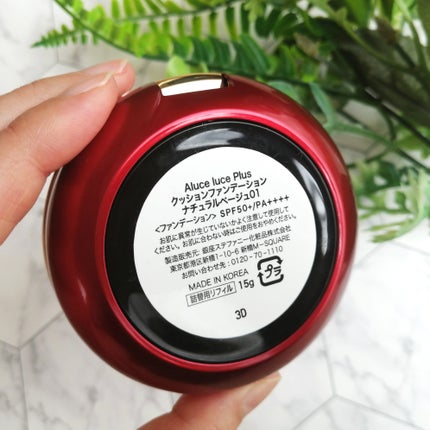 Aluce luce Plus
クッションファンデーション
ナチュラルベージュ01
<ファンデーション> SPF50+/PA++++
お肌に異常が生じていないかよく注意して使用して
ください。お肌に合わない時はご使用をおやめください。
製造販売元: 銀座ステファニー化粧品株式会社
東京都港区新橋1-10-6 新橋M-SQUARE
お問い合わせ先 : 0120-70-1110
MADE IN KOREA
詰替用リフィル 15g
プラ
3D